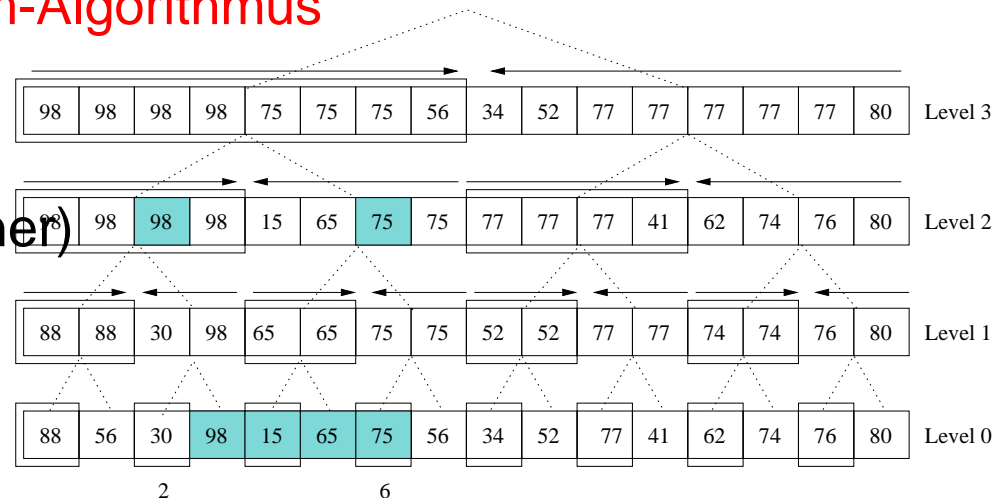 n-Algorithmus
98 98 98 98 75 75 75 56 34 52 77 77 77 77 77 80 Level 3
ner)
98 98 98 98 15 65 75 75 77 77 77 41 62 74 76 80 Level 2
88 88 30 98 65 65 75 75 52 52 77 77 74 74 76 80 Level 1
88 56 30 98 15 65 75 56 34 52 77 41 62 74 76 80 Level 0
2 6